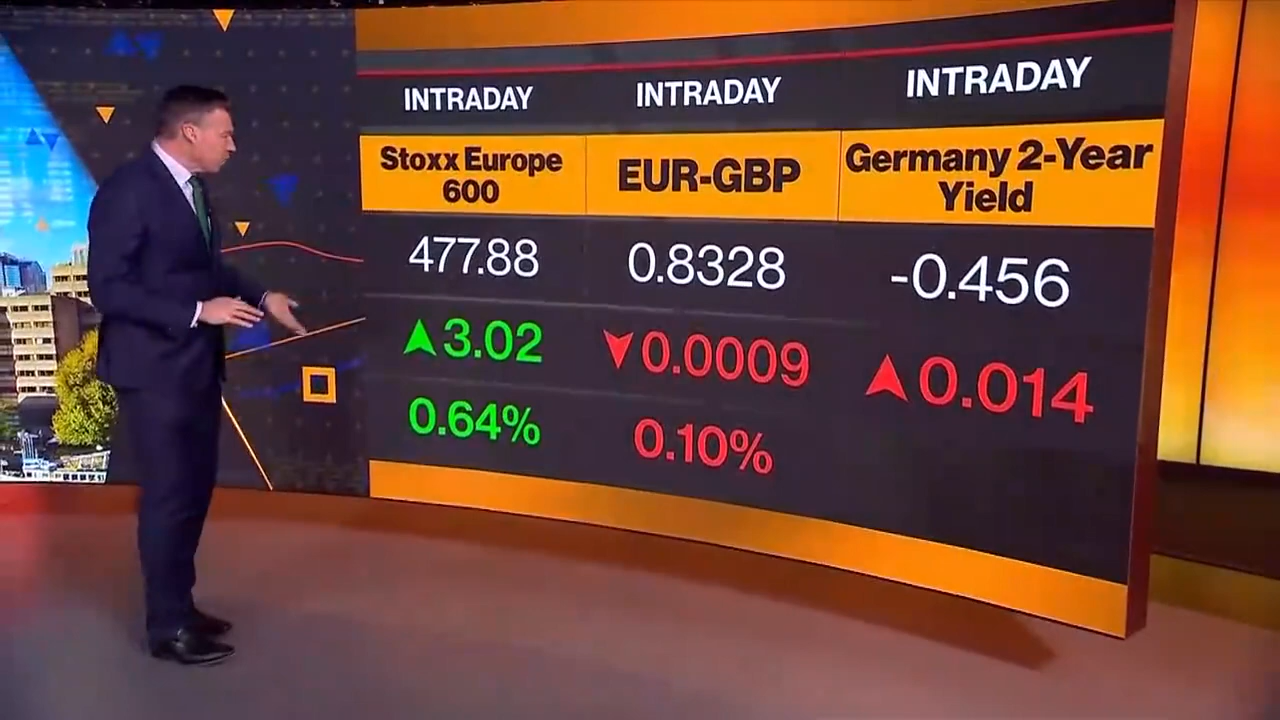 INTRADAY INTRADAY INTRADAY
Stoxx Europe
600
EUR-GBP
Germany 2-Year
Yield
477.88 0.8328 -0.456
▲3.02 ▼0.0009 ▲0.014
0.64% 0.10%